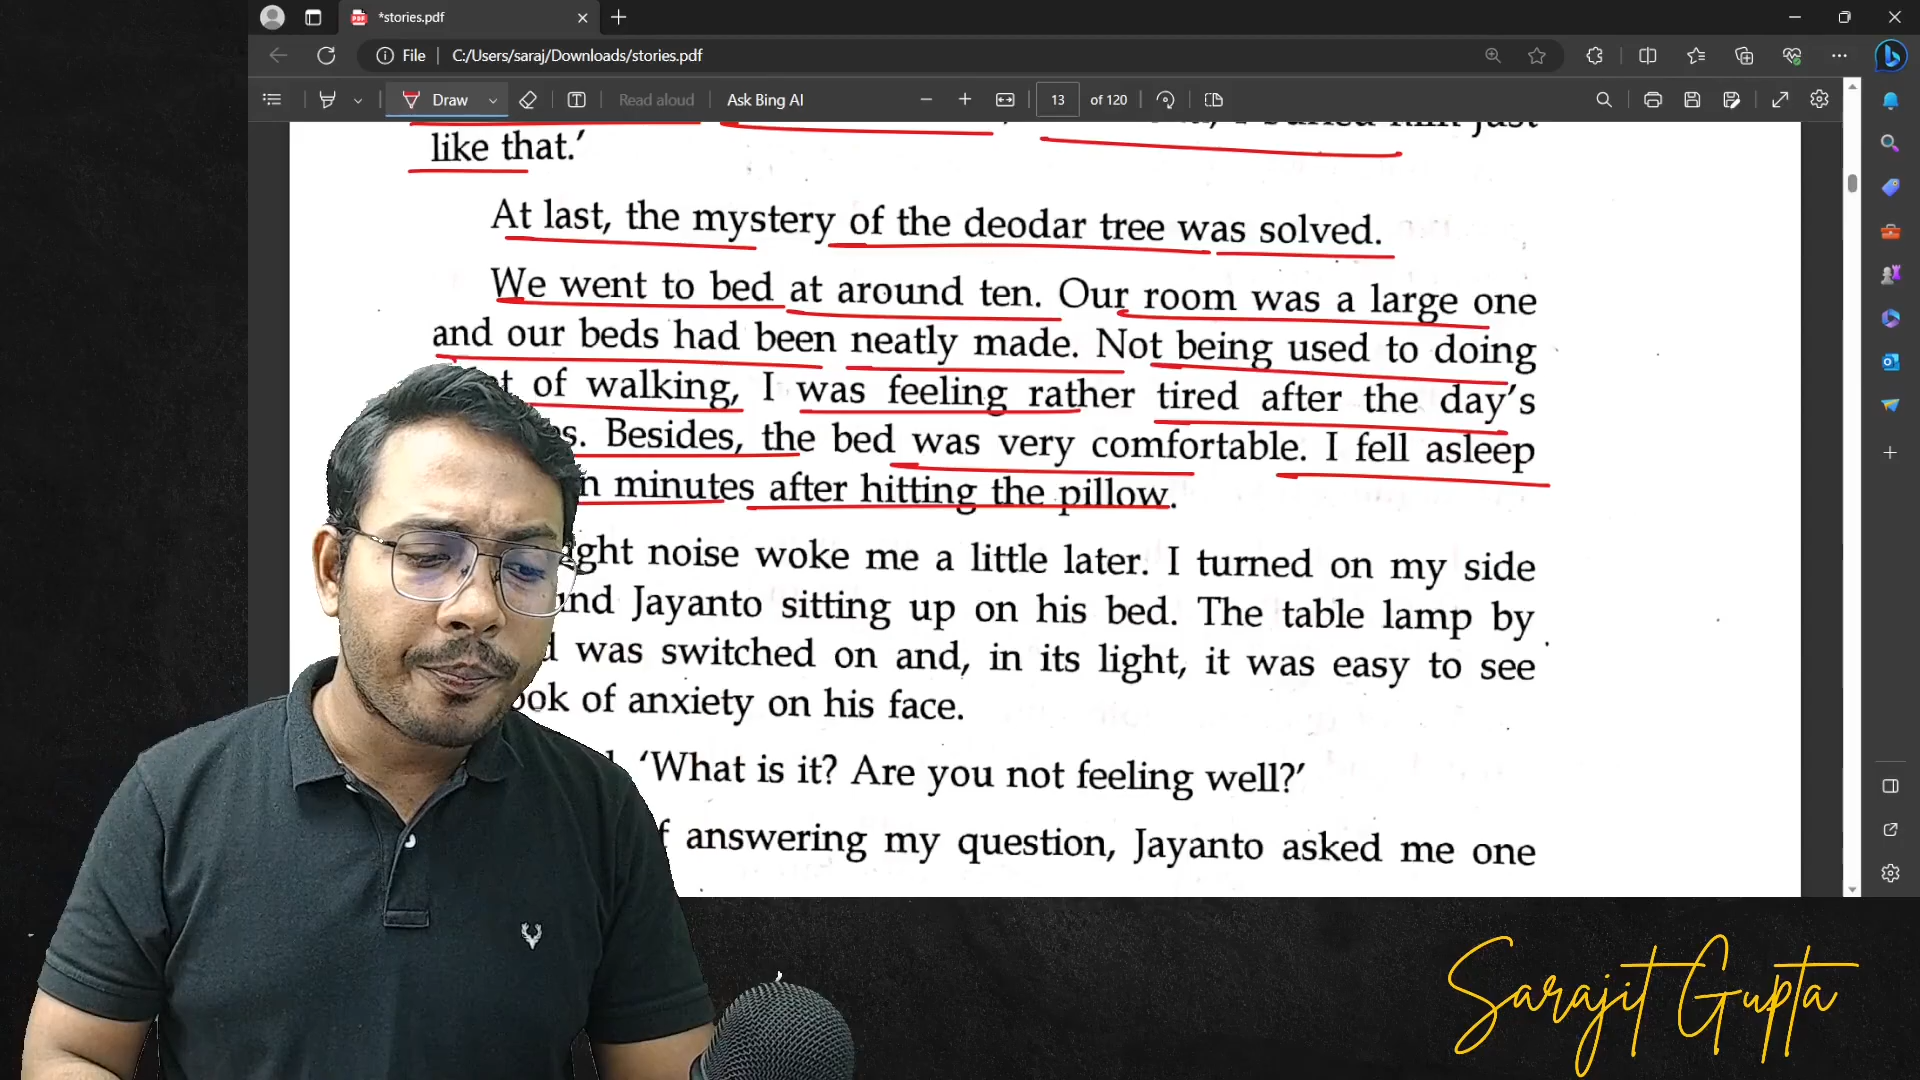 *stories.pdf
File C:/Users/saraj/Downloads/stories.pdf
Draw Read aloud Ask Bing AI 13 of 120
just
like that.'
At last, the mystery of the deodar tree was solved.
We went to bed at around ten. Our room was a large one
and our beds had been neatly made. Not being used to doing
of walking, I was feeling rather tired after the day's
Besides, the bed was very comfortable. I fell asleep
minutes after hitting the pillow.
noise woke me a little later. I turned on my side
Jayanto sitting up on his bed. The table lamp by
was switched on and, in its light, it was easy to see
of anxiety on his face.
'What is it? Are you not feeling well?'
answering my question, Jayanto asked me one
Sarajit Gupta